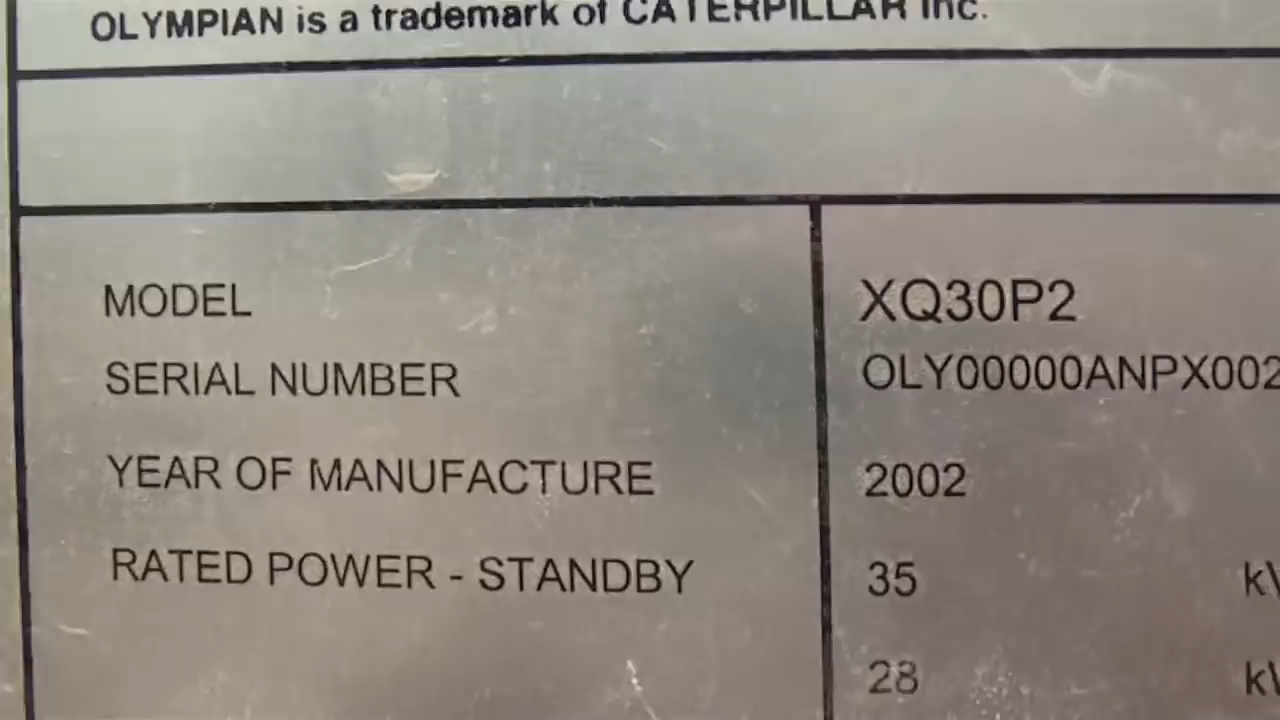 OLYMPIAN is a trademark of CATERPILLAR Inc.
MODEL XQ30P2
SERIAL NUMBER OLY00000ANPX002
YEAR OF MANUFACTURE 2002
RATED POWER - STANDBY 35
28